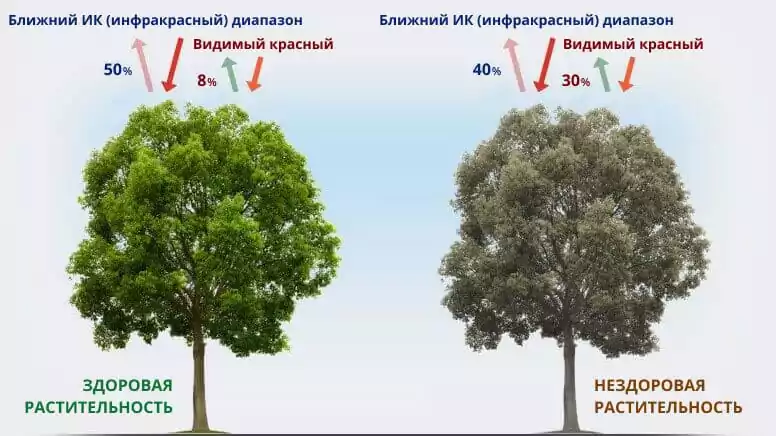 Ближний ИК (инфракрасный) диапазон
Видимый красный
50%
8%
ЗДОРОВАЯ
РАСТИТЕЛЬНОСТЬ
Ближний ИК (инфракрасный) диапазон
Видимый красный
40%
30%
НЕЗДОРОВАЯ
РАСТИТЕЛЬНОСТЬ